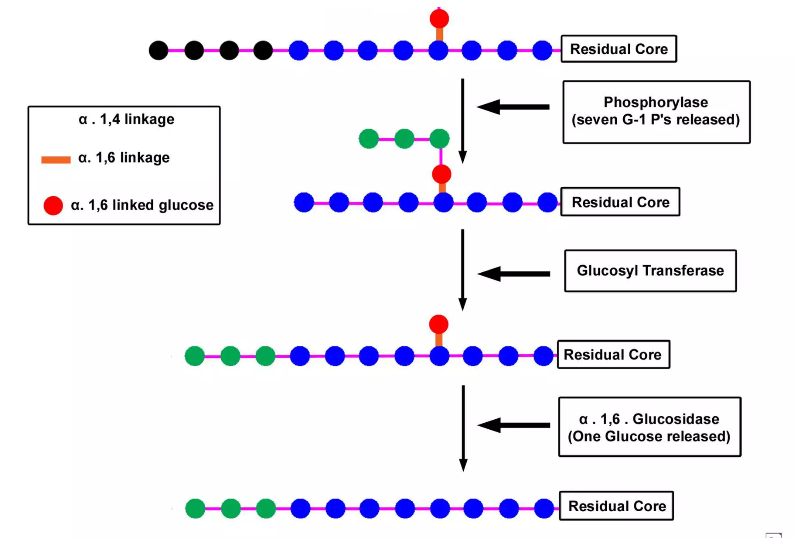 Residual Core
Phosphorylase
(seven G-1 P's released)
α . 1,4 linkage
α. 1,6 linkage
α. 1,6 linked glucose
Residual Core
Glucosyl Transferase
Residual Core
α . 1,6 . Glucosidase
(One Glucose released)
Residual Core